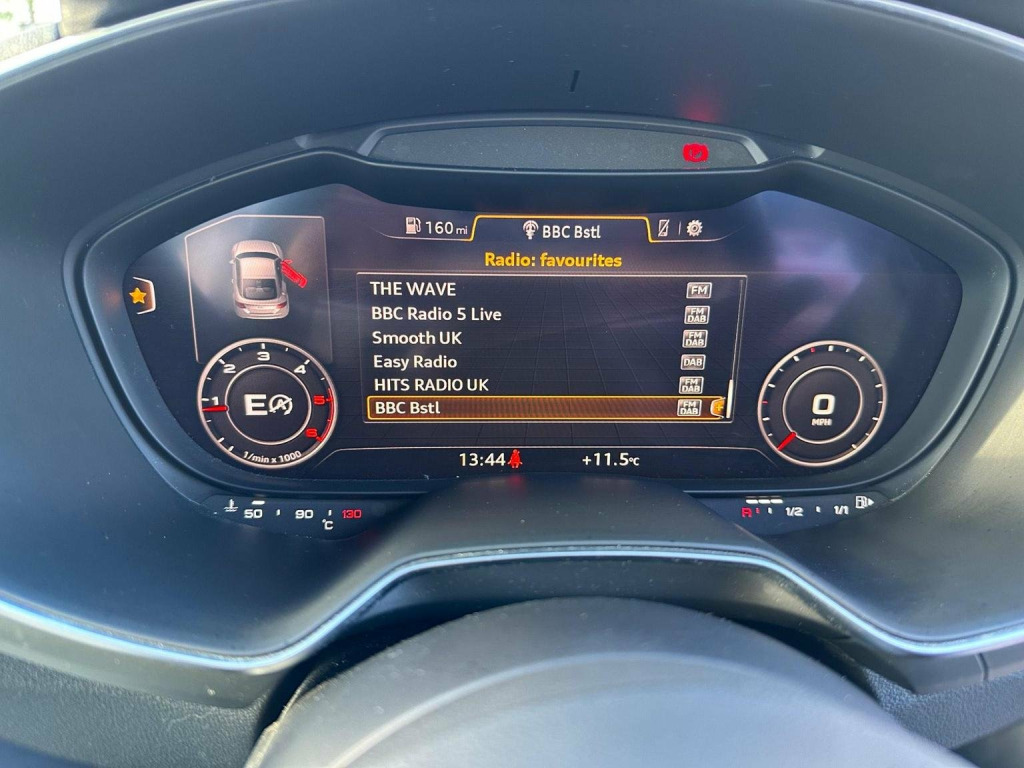 160 mi
BBC Bstl
Radio: favourites
THE WAVE FM
BBC Radio 5 Live FM DAB
Smooth UK FM DAB
Easy Radio DAB
HITS RADIO UK FM DAB
BBC Bstl FM DAB
1 2 3 4 5 6
E A
1/min x 1000
0
MPH
13:44 +11.5°C
50 90 130
°C
R 1/2 1/1